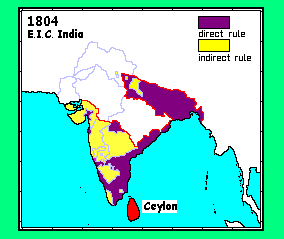 1804
E.I.C. India
direct rule
indirect rule
Ceylon